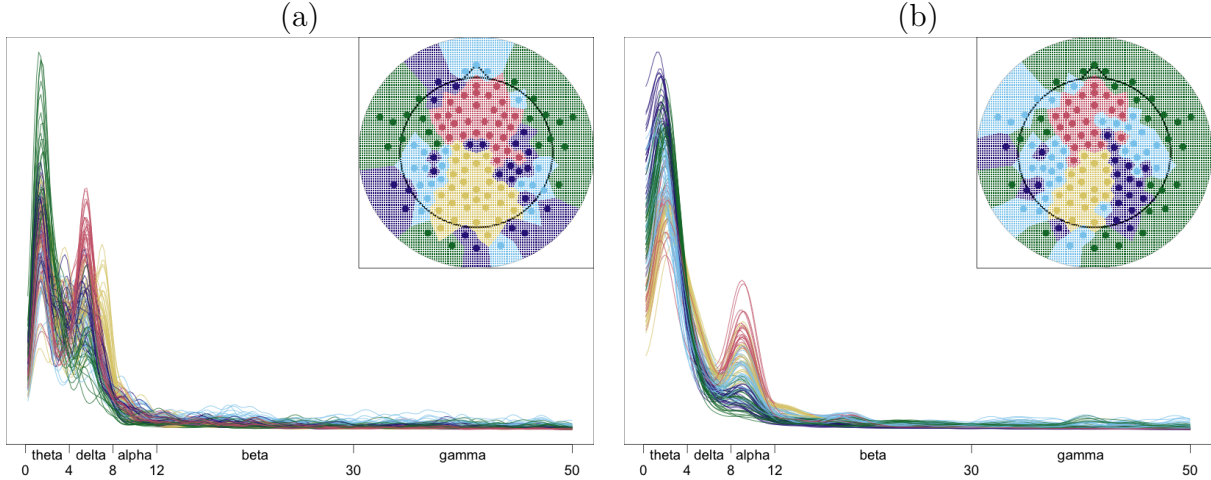 (a) (b)
theta delta alpha beta gamma theta delta alpha beta gamma
0 4 8 12 30 50 0 4 8 12 30 50